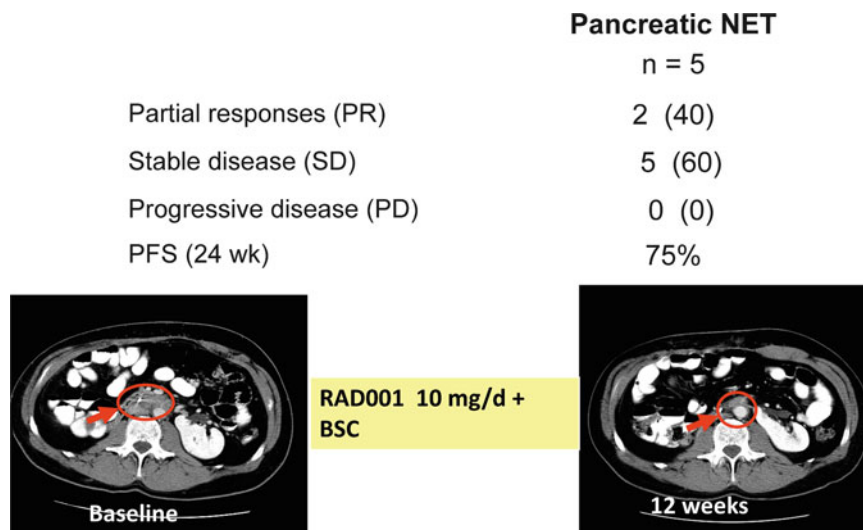 Pancreatic NET
n = 5
Partial responses (PR) 2 (40)
Stable disease (SD) 5 (60)
Progressive disease (PD) 0 (0)
PFS (24 wk) 75%
RAD001 10 mg/d +
BSC
Baseline
12 weeks